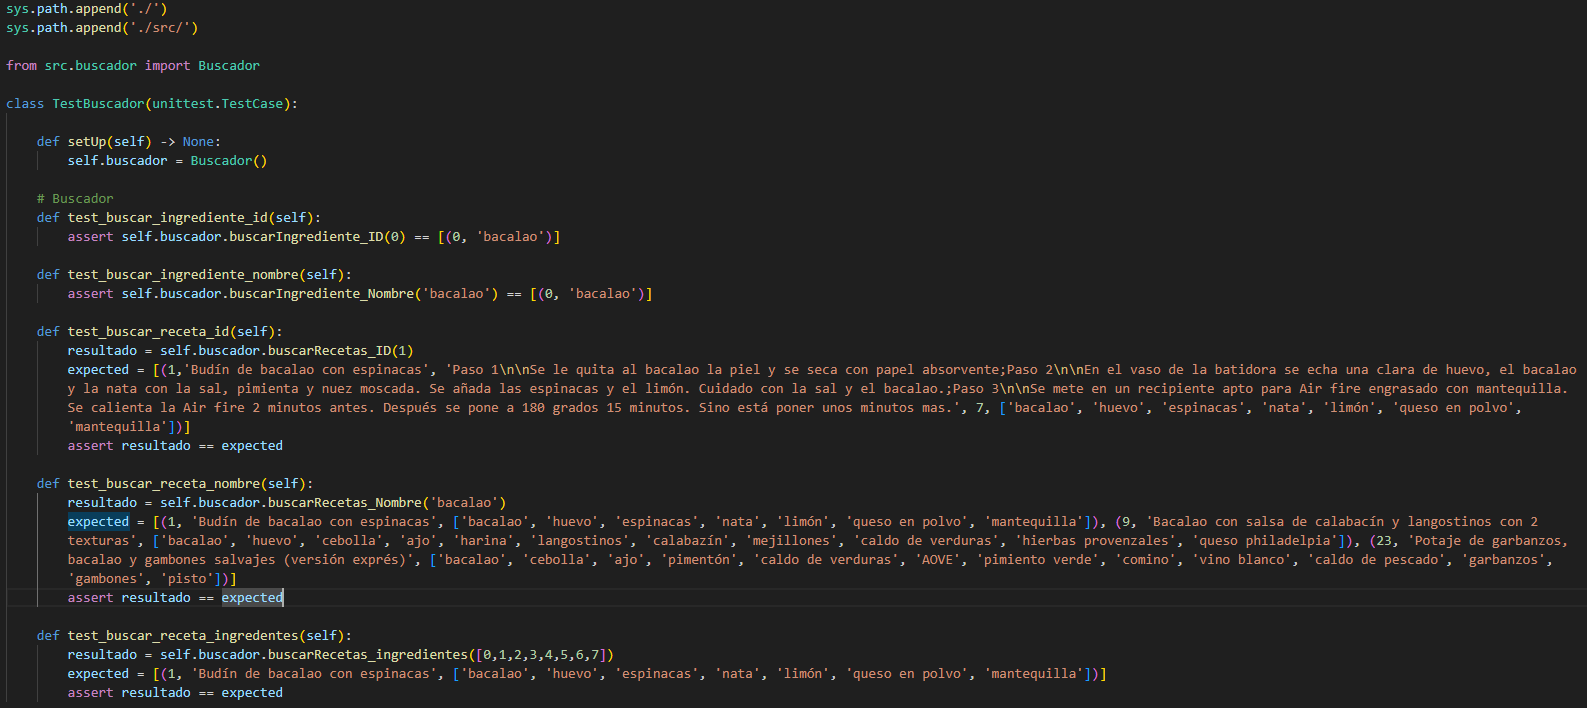 sys.path.append('./')
sys.path.append('./src/')
from src.buscador import Buscador
class TestBuscador(unittest.TestCase):
def setUp(self) -> None:
self.buscador = Buscador()
# Buscador
def test_buscar_ingrediente_id(self):
assert self.buscador.buscarIngrediente_ID(0) == [(0, 'bacalao')]
def test_buscar_ingrediente_nombre(self):
assert self.buscador.buscarIngrediente_Nombre('bacalao') == [(0, 'bacalao')]
def test_buscar_receta_id(self):
resultado = self.buscador.buscarRecetas_ID(1)
expected = [(1,'Budín de bacalao con espinacas', 'Paso 1\n\nSe le quita al bacalao la piel y se seca con papel absorvente;Paso 2\n\nEn el vaso de la batidora se echa una clara de huevo, el bacalao
y la nata con la sal, pimienta y nuez moscada. Se añada las espinacas y el limón. Cuidado con la sal y el bacalao.;Paso 3\n\nSe mete en un recipiente apto para Air fire engrasado con mantequilla.
Se calienta la Air fire 2 minutos antes. Después se pone a 180 grados 15 minutos. Sino está poner unos minutos mas.', 7, ['bacalao', 'huevo', 'espinacas', 'nata', 'limón', 'queso en polvo',
'mantequilla'])]
assert resultado == expected
def test_buscar_receta_nombre(self):
resultado = self.buscador.buscarRecetas_Nombre('bacalao')
expected = [(1, 'Budín de bacalao con espinacas', ['bacalao', 'huevo', 'espinacas', 'nata', 'limón', 'queso en polvo', 'mantequilla']), (9, 'Bacalao con salsa de calabacín y langostinos con 2
texturas', ['bacalao', 'huevo', 'cebolla', 'ajo', 'harina', 'langostinos', 'calabazín', 'mejillones', 'caldo de verduras', 'hierbas provenzales', 'queso philadelpia']), (23, 'Potaje de garbanzos,
bacalao y gambones salvajes (versión exprés)', ['bacalao', 'cebolla', 'ajo', 'pimentón', 'caldo de verduras', 'AOVE', 'pimiento verde', 'comino', 'vino blanco', 'caldo de pescado', 'garbanzos',
'gambones', 'pisto'])]
assert resultado == expected
def test_buscar_receta_ingredentes(self):
resultado = self.buscador.buscarRecetas_ingredientes([0,1,2,3,4,5,6,7])
expected = [(1, 'Budín de bacalao con espinacas', ['bacalao', 'huevo', 'espinacas', 'nata', 'limón', 'queso en polvo', 'mantequilla'])]
assert resultado == expected